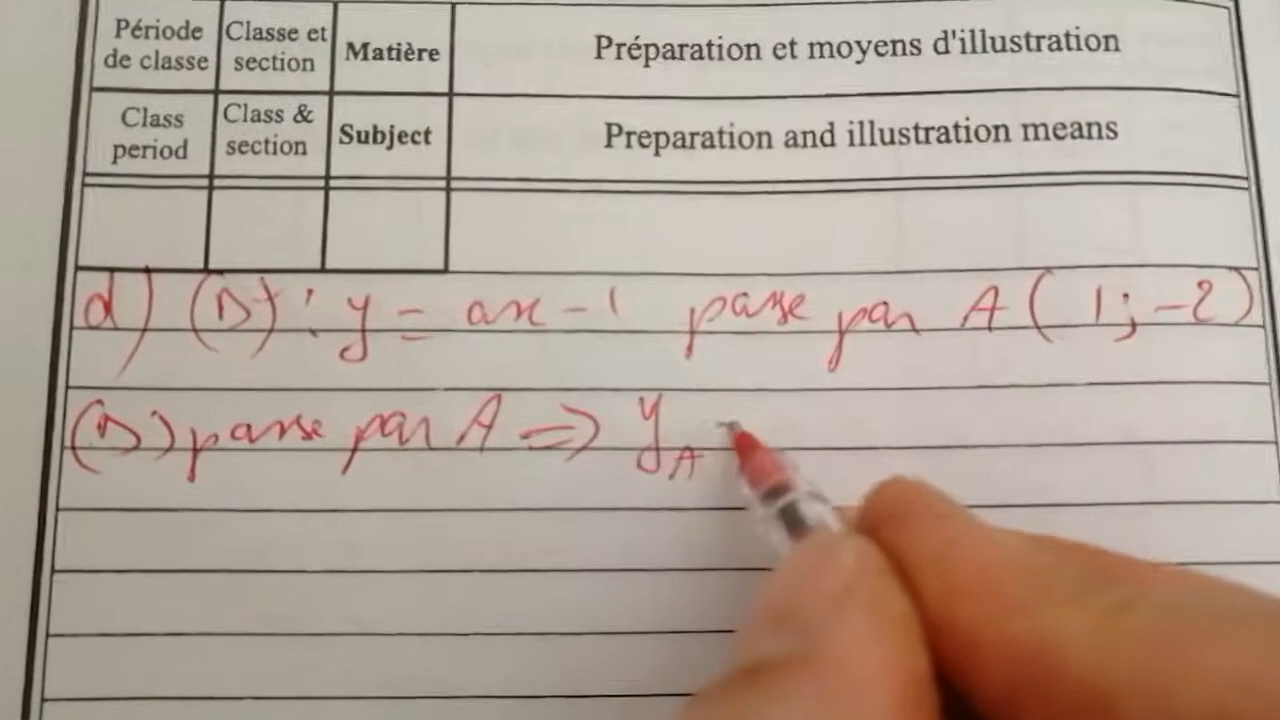 Période de classe
Classe et section
Matière
Préparation et moyens d'illustration
Class period
Class & section
Subject
Preparation and illustration means
d) (D): y = ax - 1 passe par A(1; -2)
(D) passe par A => y_A